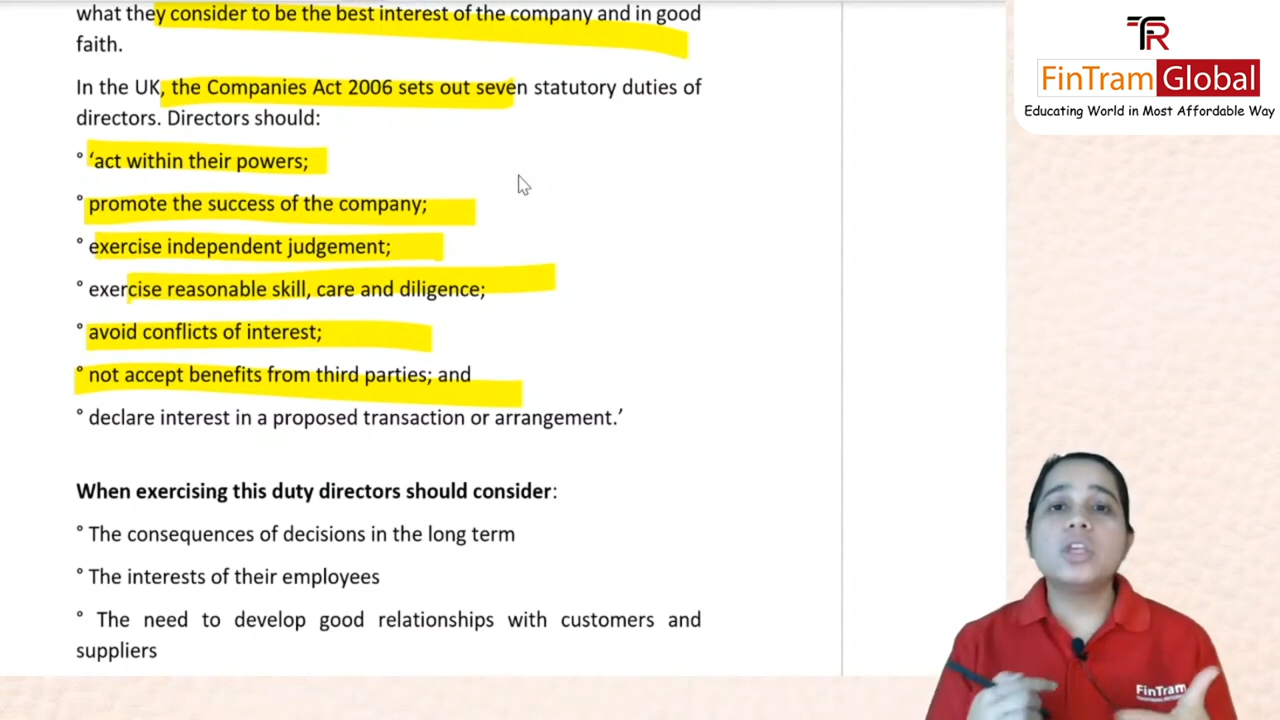 what they consider to be the best interest of the company and in good
faith.
In the UK, the Companies Act 2006 sets out seven statutory duties of
directors. Directors should:
° ‘act within their powers;
° promote the success of the company;
° exercise independent judgement;
° exercise reasonable skill, care and diligence;
° avoid conflicts of interest;
° not accept benefits from third parties; and
° declare interest in a proposed transaction or arrangement.’
When exercising this duty directors should consider:
° The consequences of decisions in the long term
° The interests of their employees
° The need to develop good relationships with customers and
suppliers
FinTram Global
Educating World in Most Affordable Way
FinTram